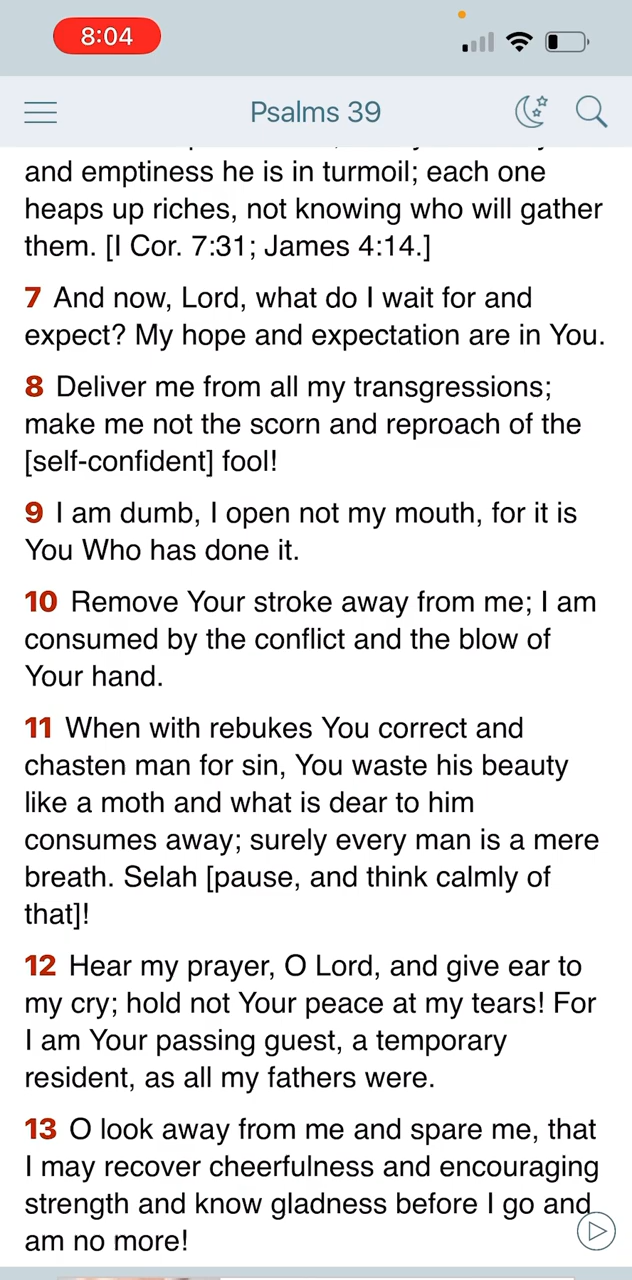 8:04
Psalms 39
and emptiness he is in turmoil; each one
heaps up riches, not knowing who will gather
them. [I Cor. 7:31; James 4:14.]
7 And now, Lord, what do I wait for and
expect? My hope and expectation are in You.
8 Deliver me from all my transgressions;
make me not the scorn and reproach of the
[self-confident] fool!
9 I am dumb, I open not my mouth, for it is
You Who has done it.
10 Remove Your stroke away from me; I am
consumed by the conflict and the blow of
Your hand.
11 When with rebukes You correct and
chasten man for sin, You waste his beauty
like a moth and what is dear to him
consumes away; surely every man is a mere
breath. Selah [pause, and think calmly of
that]!
12 Hear my prayer, O Lord, and give ear to
my cry; hold not Your peace at my tears! For
I am Your passing guest, a temporary
resident, as all my fathers were.
13 O look away from me and spare me, that
I may recover cheerfulness and encouraging
strength and know gladness before I go and
am no more!